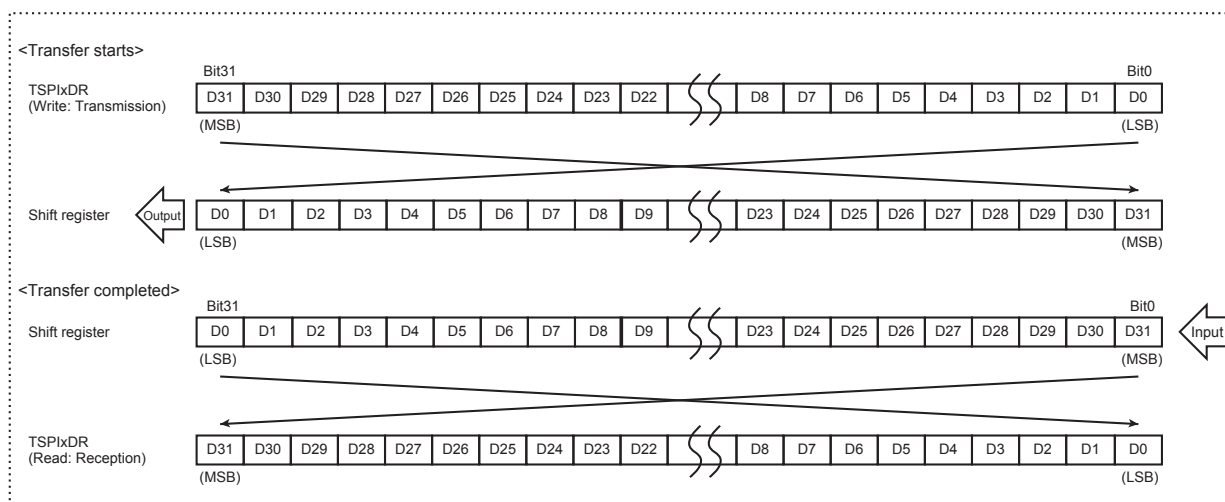 <Transfer starts>
Bit31 Bit0
TSPIxDR
(Write: Transmission)
D31 D30 D29 D28 D27 D26 D25 D24 D23 D22 D8 D7 D6 D5 D4 D3 D2 D1 D0
(MSB) (LSB)
Shift register Output D0 D1 D2 D3 D4 D5 D6 D7 D8 D9 D23 D24 D25 D26 D27 D28 D29 D30 D31
(LSB) (MSB)
<Transfer completed>
Bit31 Bit0
Shift register D0 D1 D2 D3 D4 D5 D6 D7 D8 D9 D23 D24 D25 D26 D27 D28 D29 D30 D31 Input
(LSB) (MSB)
TSPIxDR
(Read: Reception)
D31 D30 D29 D28 D27 D26 D25 D24 D23 D22 D8 D7 D6 D5 D4 D3 D2 D1 D0
(MSB) (LSB)